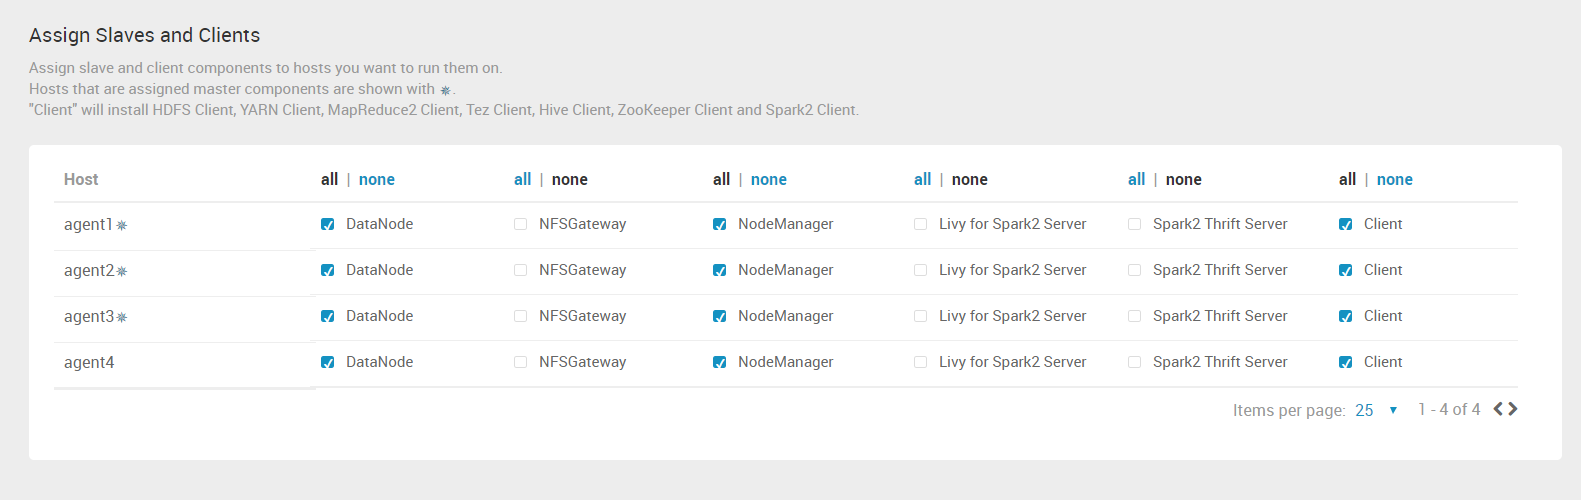 Assign Slaves and Clients
Assign slave and client components to hosts you want to run them on.
Hosts that are assigned master components are shown with ✵.
"Client" will install HDFS Client, YARN Client, MapReduce2 Client, Tez Client, Hive Client, ZooKeeper Client and Spark2 Client.
Host all | none all | none all | none all | none all | none all | none
agent1✵ DataNode NFSGateway NodeManager Livy for Spark2 Server Spark2 Thrift Server Client
agent2✵ DataNode NFSGateway NodeManager Livy for Spark2 Server Spark2 Thrift Server Client
agent3✵ DataNode NFSGateway NodeManager Livy for Spark2 Server Spark2 Thrift Server Client
agent4 DataNode NFSGateway NodeManager Livy for Spark2 Server Spark2 Thrift Server Client
Items per page: 25 1 - 4 of 4